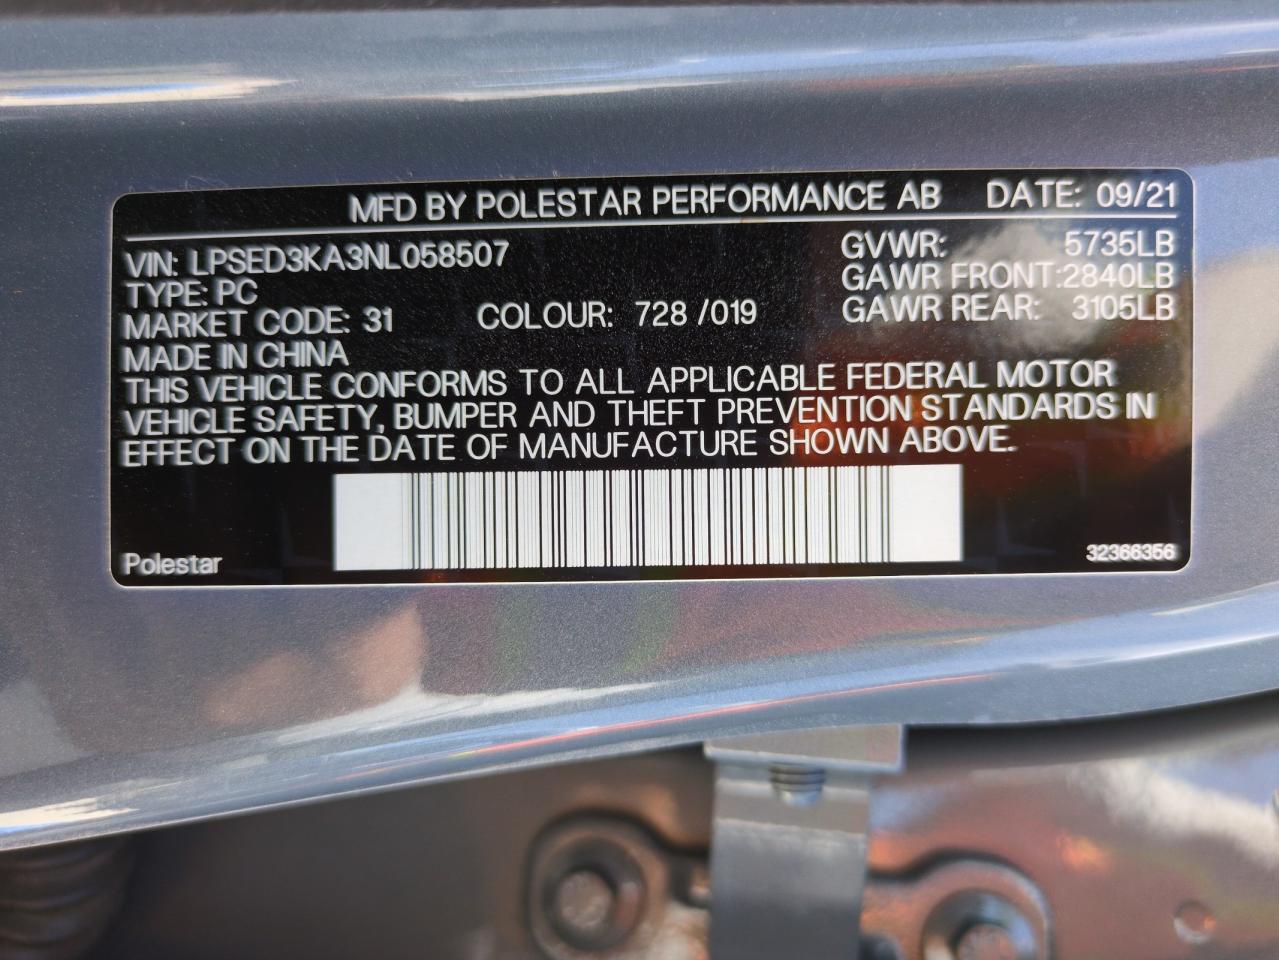 MFD BY POLESTAR PERFORMANCE AB DATE: 09/21
VIN: LPSED3KA3NL058507 GVWR: 5735LB
TYPE: PC GAWR FRONT:2840LB
MARKET CODE: 31 COLOUR: 728 /019 GAWR REAR: 3105LB
MADE IN CHINA
THIS VEHICLE CONFORMS TO ALL APPLICABLE FEDERAL MOTOR
VEHICLE SAFETY, BUMPER AND THEFT PREVENTION STANDARDS IN
EFFECT ON THE DATE OF MANUFACTURE SHOWN ABOVE.
Polestar 32366356